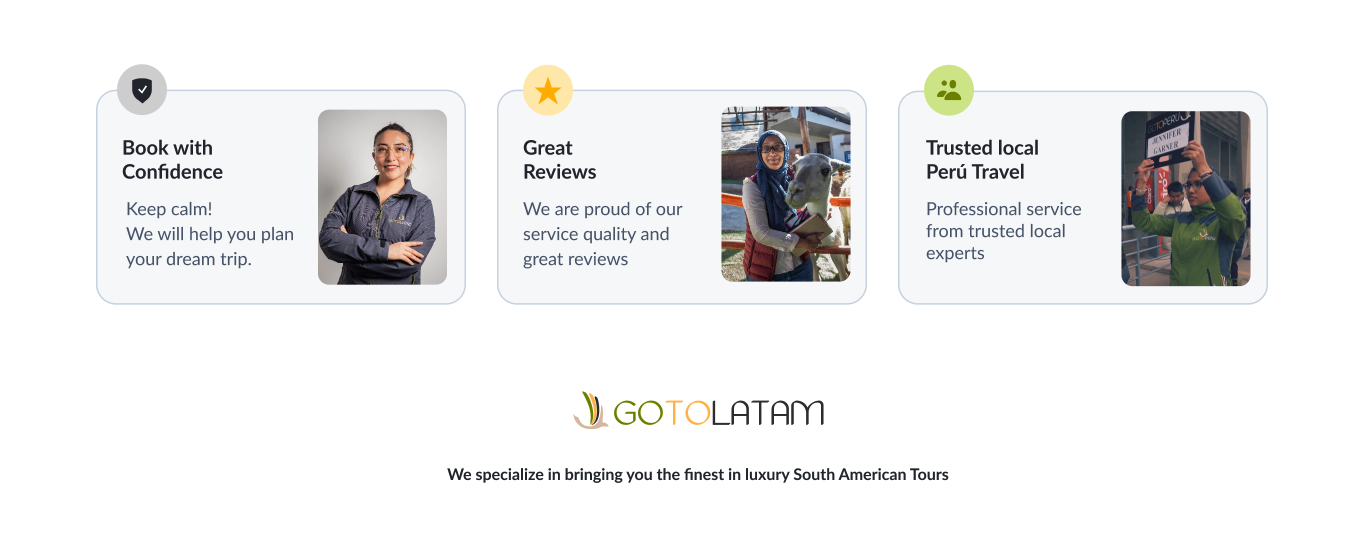 Book with
Confidence
Keep calm!
We will help you plan
your dream trip.
Great
Reviews
We are proud of our
service quality and
great reviews
Trusted local
Perú Travel
Professional service
from trusted local
experts
GOTOPERU
JENNIFER
GARNER
GOTOLATAM
We specialize in bringing you the finest in luxury South American Tours